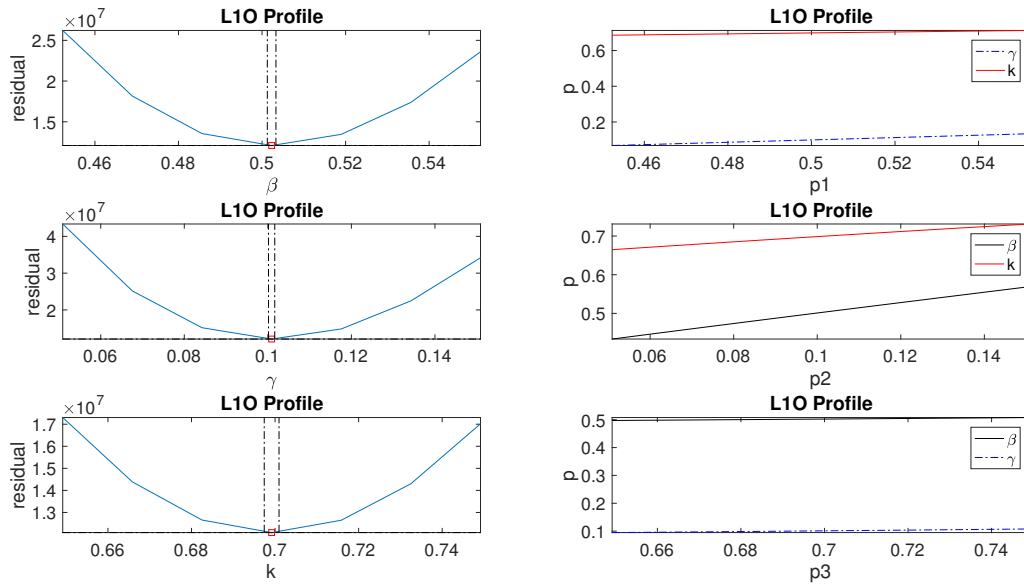 L1O Profile
×10^7
2.5
2
1.5
residual
0.46
0.48
0.5
0.52
0.54
β
L1O Profile
0.6
0.4
0.2
p
γ
k
0.46
0.48
0.5
0.52
0.54
p1
L1O Profile
×10^7
4
3
2
residual
0.06
0.08
0.1
0.12
0.14
γ
L1O Profile
0.7
0.6
0.5
p
β
k
0.06
0.08
0.1
0.12
0.14
p2
L1O Profile
×10^7
1.7
1.6
1.5
1.4
1.3
residual
0.66
0.68
0.7
0.72
0.74
k
L1O Profile
0.5
0.4
0.3
0.2
0.1
p
β
γ
0.66
0.68
0.7
0.72
0.74
p3